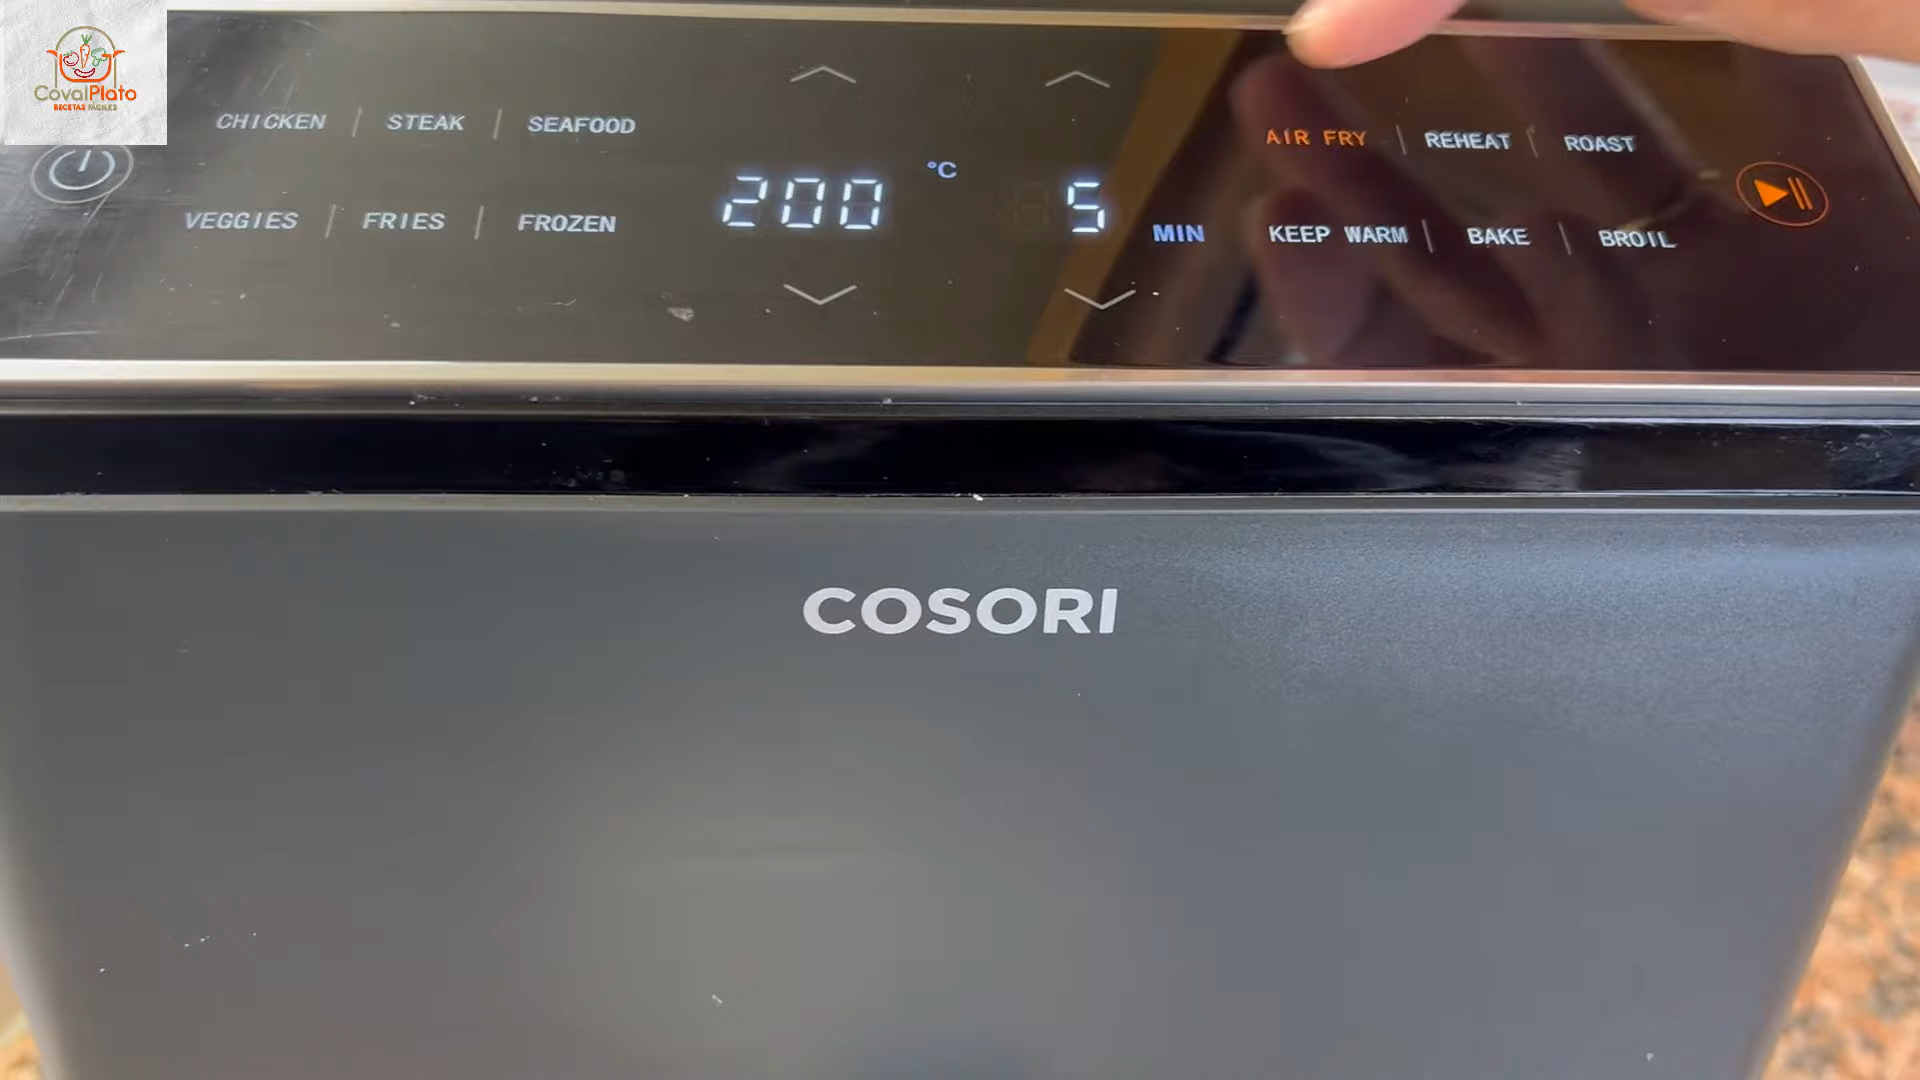 CovalPlato
RECETAS FÁCILES
CHICKEN | STEAK | SEAFOOD
VEGGIES | FRIES | FROZEN
200 °C
5 MIN
AIR FRY | REHEAT | ROAST
KEEP WARM | BAKE | BROIL
COSORI